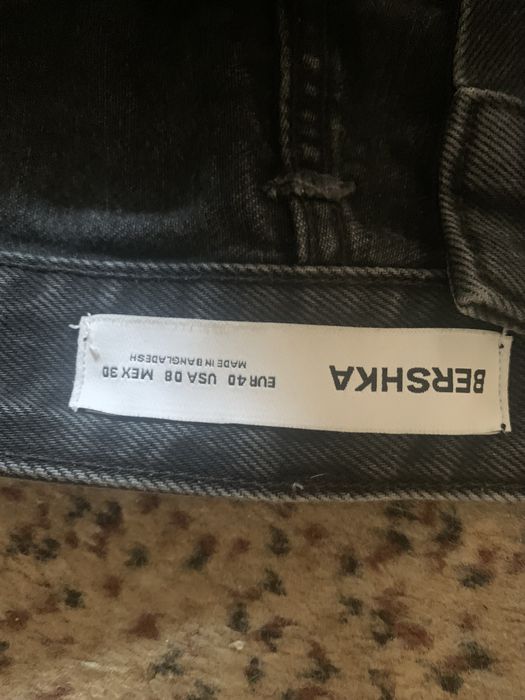 BERSHKA
EUR 40 USA 08 MEX 30
MADE IN BANGLADESH